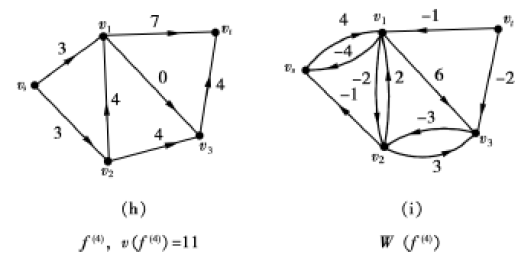 v₁ 7 vₜ
3 0 4
vₛ 4
3 4 v₃
v₂
4 v₁ −1 vₜ
−4
vₛ −2 2 6 −2
−1 −3 v₃
v₂ 3
(h) (i)
f⁽⁴⁾, v(f⁽⁴⁾)=11 W (f⁽⁴⁾)